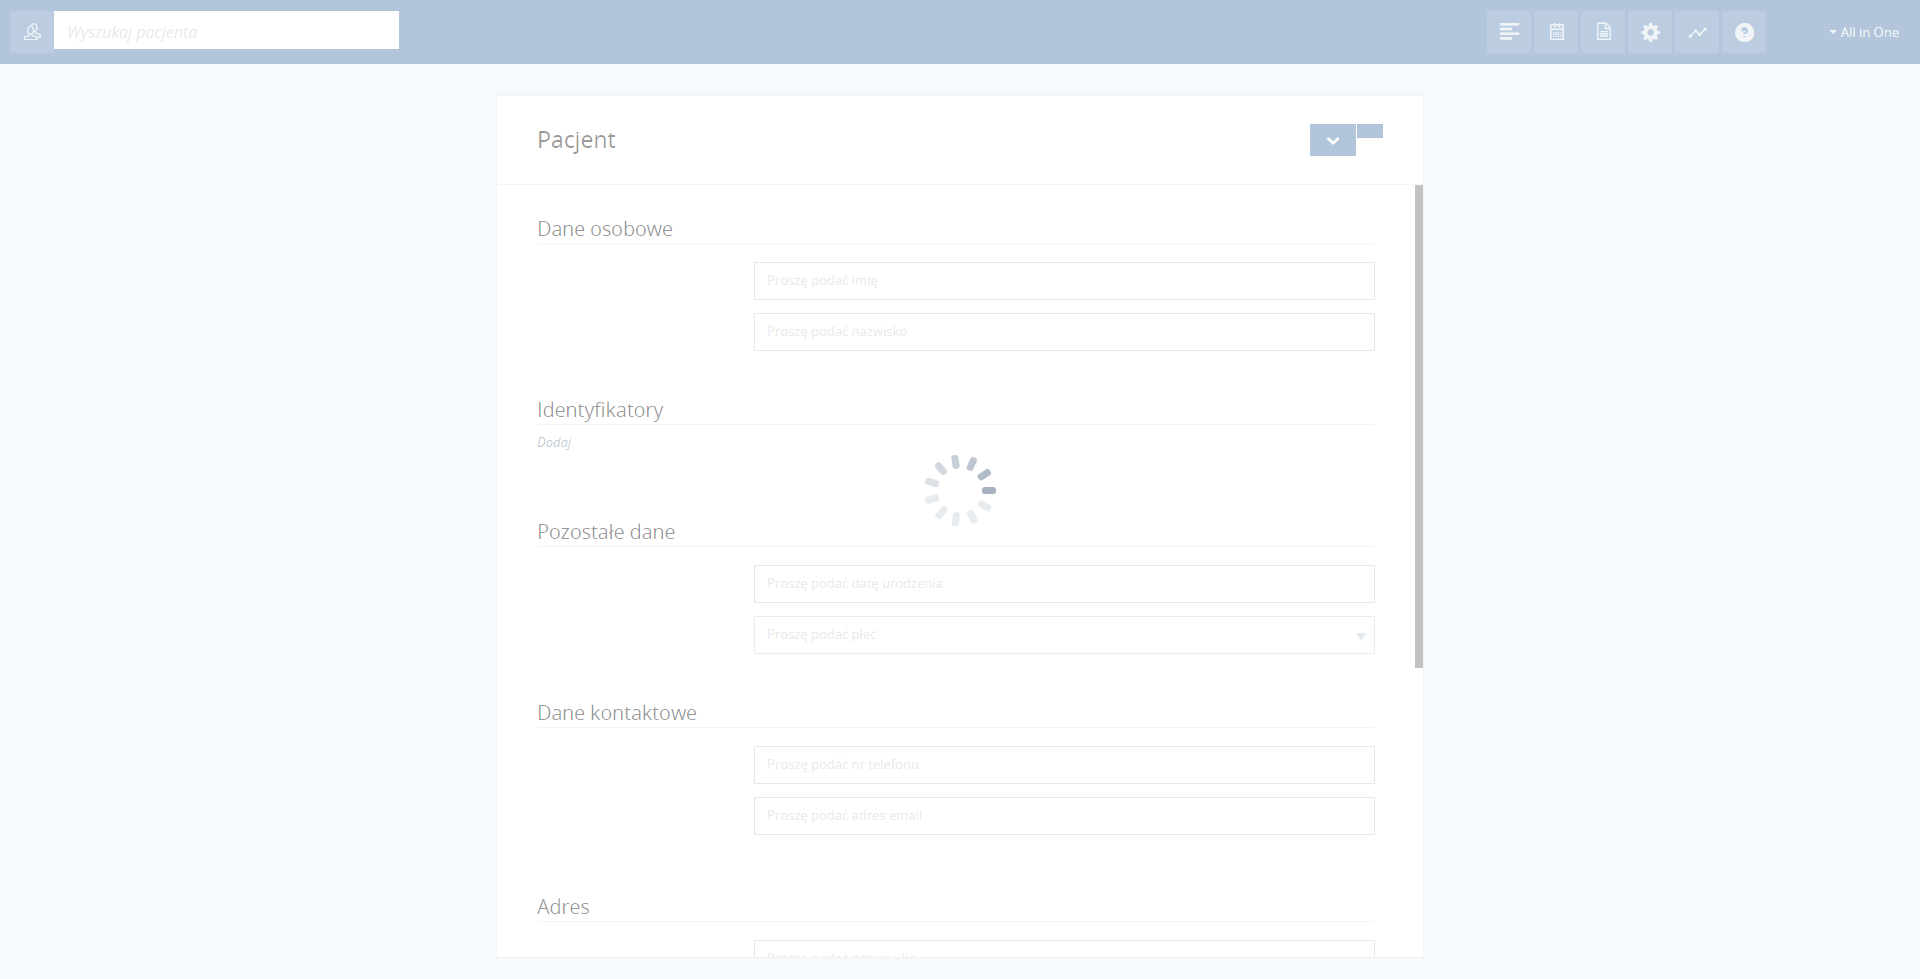 Wyszukaj pacjenta
All in One
Pacjent
Dane osobowe
Proszę podać imię
Proszę podać nazwisko
Identyfikatory
Dodaj
Pozostałe dane
Proszę podać datę urodzenia
Proszę podać płeć
Dane kontaktowe
Proszę podać nr telefonu
Proszę podać adres email
Adres